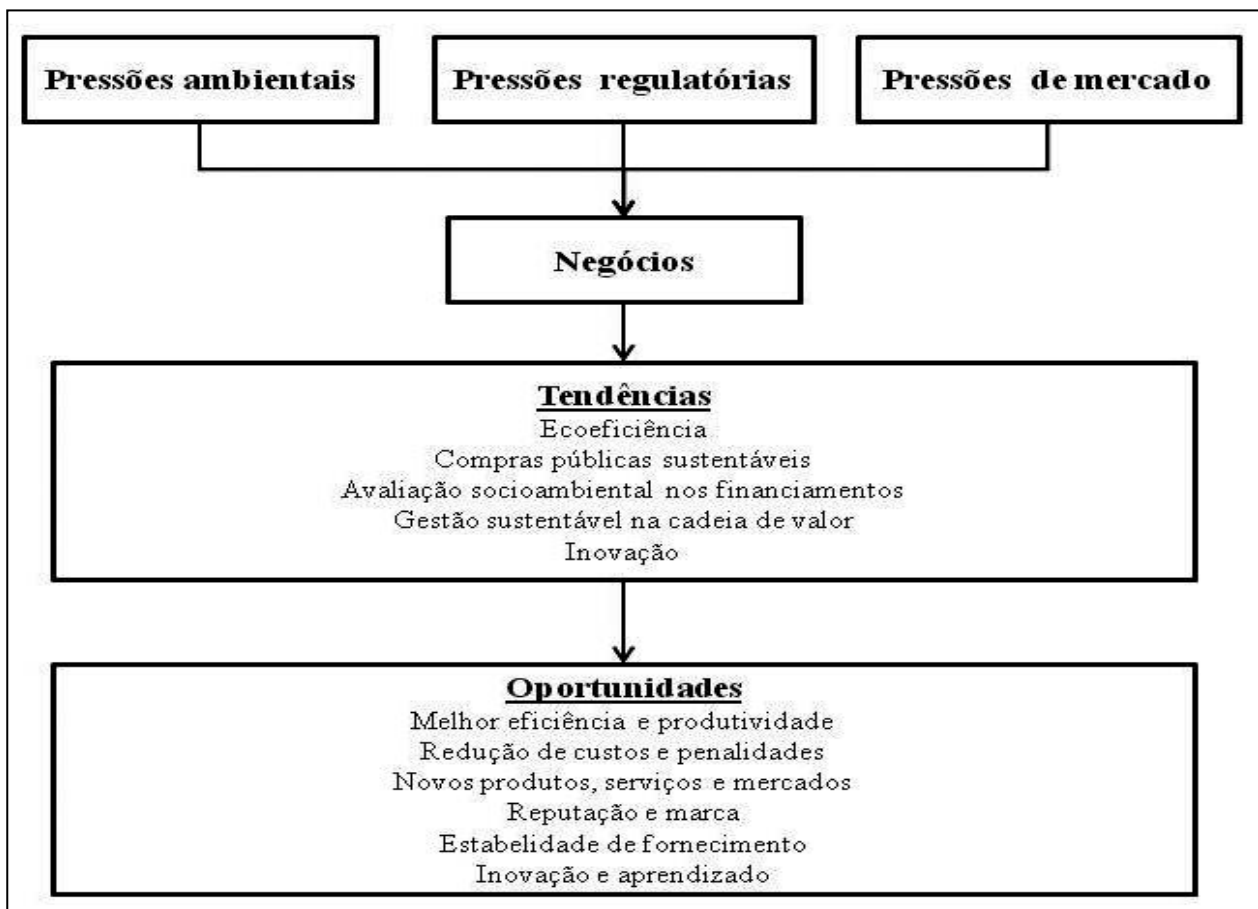 Pressões ambientais
Pressões regulatórias
Pressões de mercado
Negócios
Tendências
Ecoeficiência
Compras públicas sustentáveis
Avaliação socioambiental nos financiamentos
Gestão sustentável na cadeia de valor
Inovação
Oportunidades
Melhor eficiência e produtividade
Redução de custos e penalidades
Novos produtos, serviços e mercados
Reputação e marca
Estabelidade de fornecimento
Inovação e aprendizado